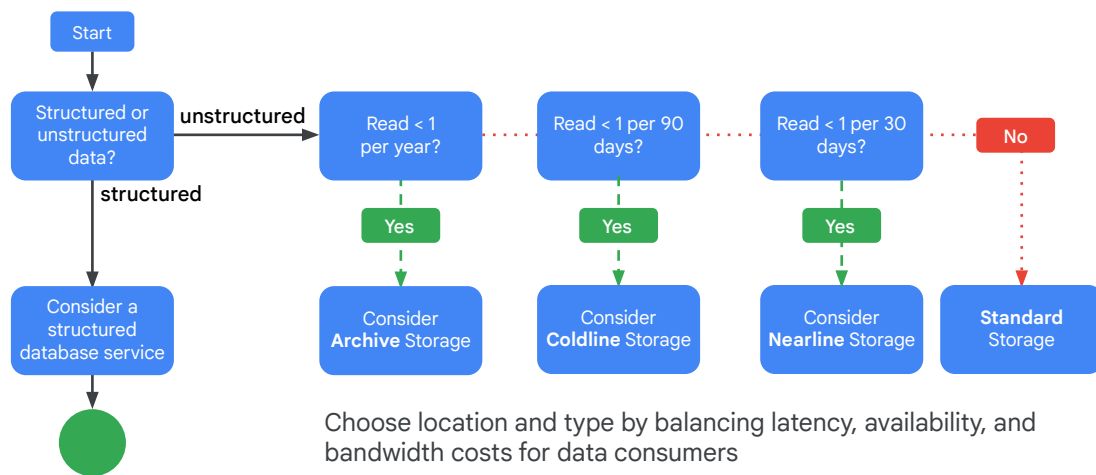 Start
Structured or
unstructured
data?
unstructured
structured
Consider a
structured
database service
Read < 1
per year?
Yes
Consider
Archive Storage
Read < 1 per 90
days?
Yes
Consider
Coldline Storage
Read < 1 per 30
days?
Yes
Consider
Nearline Storage
No
Standard
Storage
Choose location and type by balancing latency, availability, and
bandwidth costs for data consumers